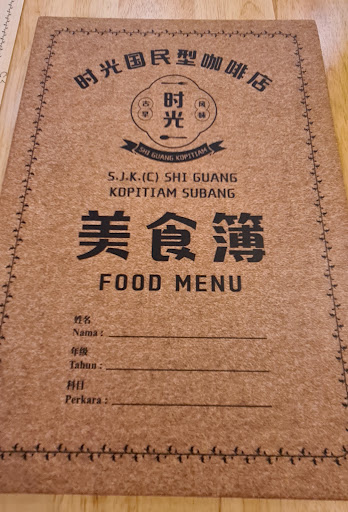 时光国民型咖啡店
古早 时光 风味
SHI GUANG KOPITIAM
S.J.K.(C) SHI GUANG
KOPITIAM SUBANG
美食簿
FOOD MENU
姓名
Nama :
年级
Tahun :
科目
Perkara :